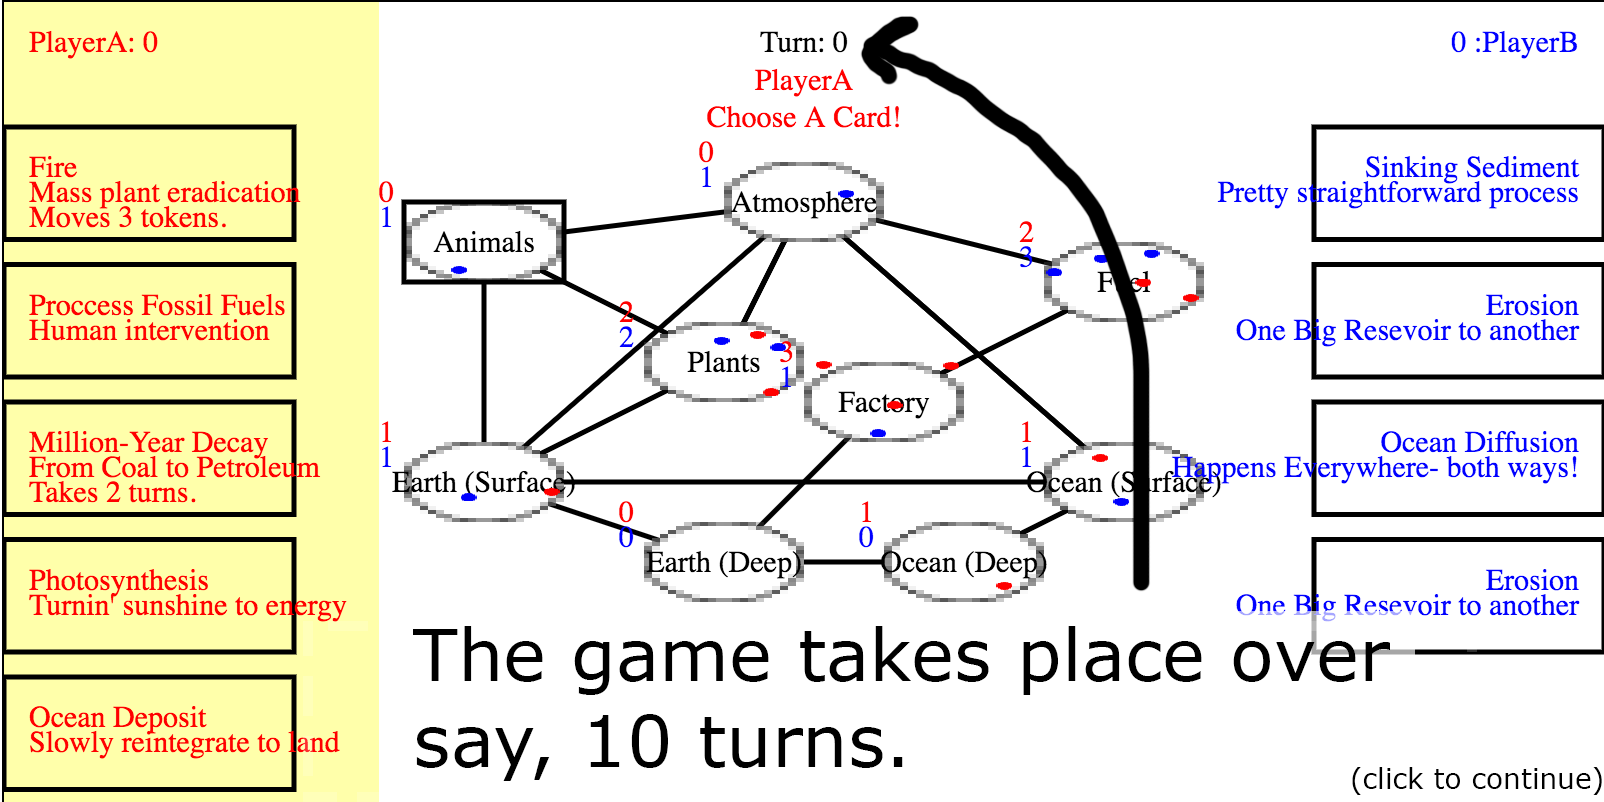 PlayerA: 0
Turn: 0
0 :PlayerB
PlayerA
Choose A Card!
Fire
Mass plant eradication
Moves 3 tokens.
Proccess Fossil Fuels
Human intervention
Million-Year Decay
From Coal to Petroleum
Takes 2 turns.
Photosynthesis
Turnin' sunshine to energy
Ocean Deposit
Slowly reintegrate to land
0
1
Atmosphere
0
1
Animals
2
3
Fuel
2
2
Plants
3
1
Factory
1
1
Earth (Surface)
1
1
Ocean (Surface)
0
0
Earth (Deep)
1
0
Ocean (Deep)
Sinking Sediment
Pretty straightforward process
Erosion
One Big Resevoir to another
Ocean Diffusion
Happens Everywhere- both ways!
Erosion
One Big Resevoir to another
The game takes place over
say, 10 turns.
(click to continue)